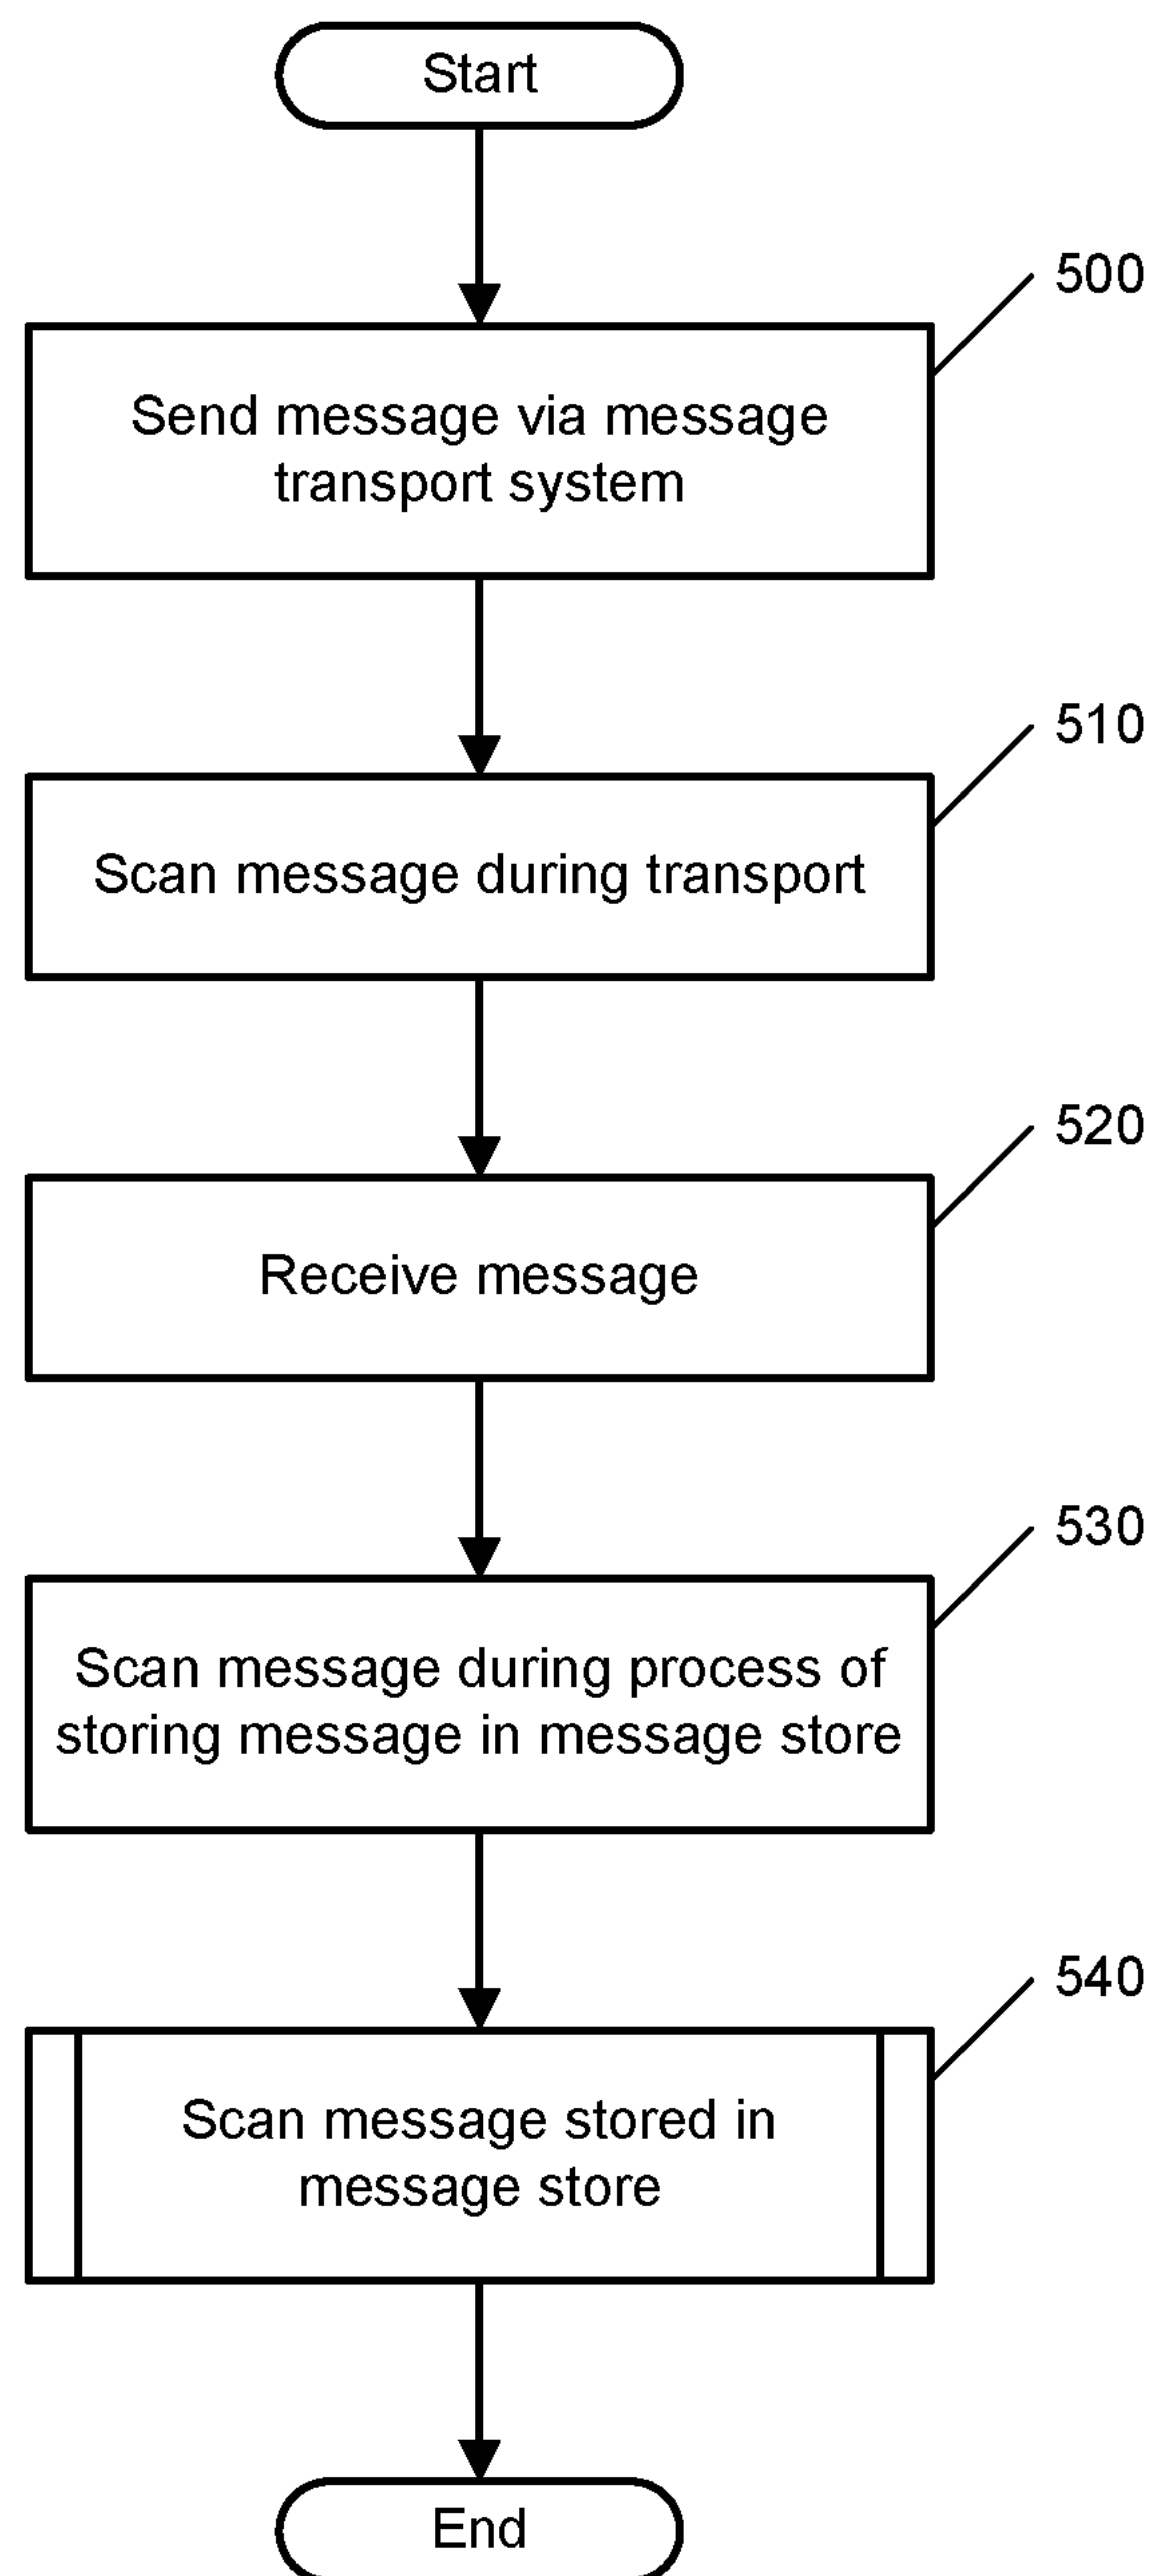 Start
500
Send message via message
transport system
510
Scan message during transport
520
Receive message
530
Scan message during process of
storing message in message store
540
Scan message stored in
message store
End